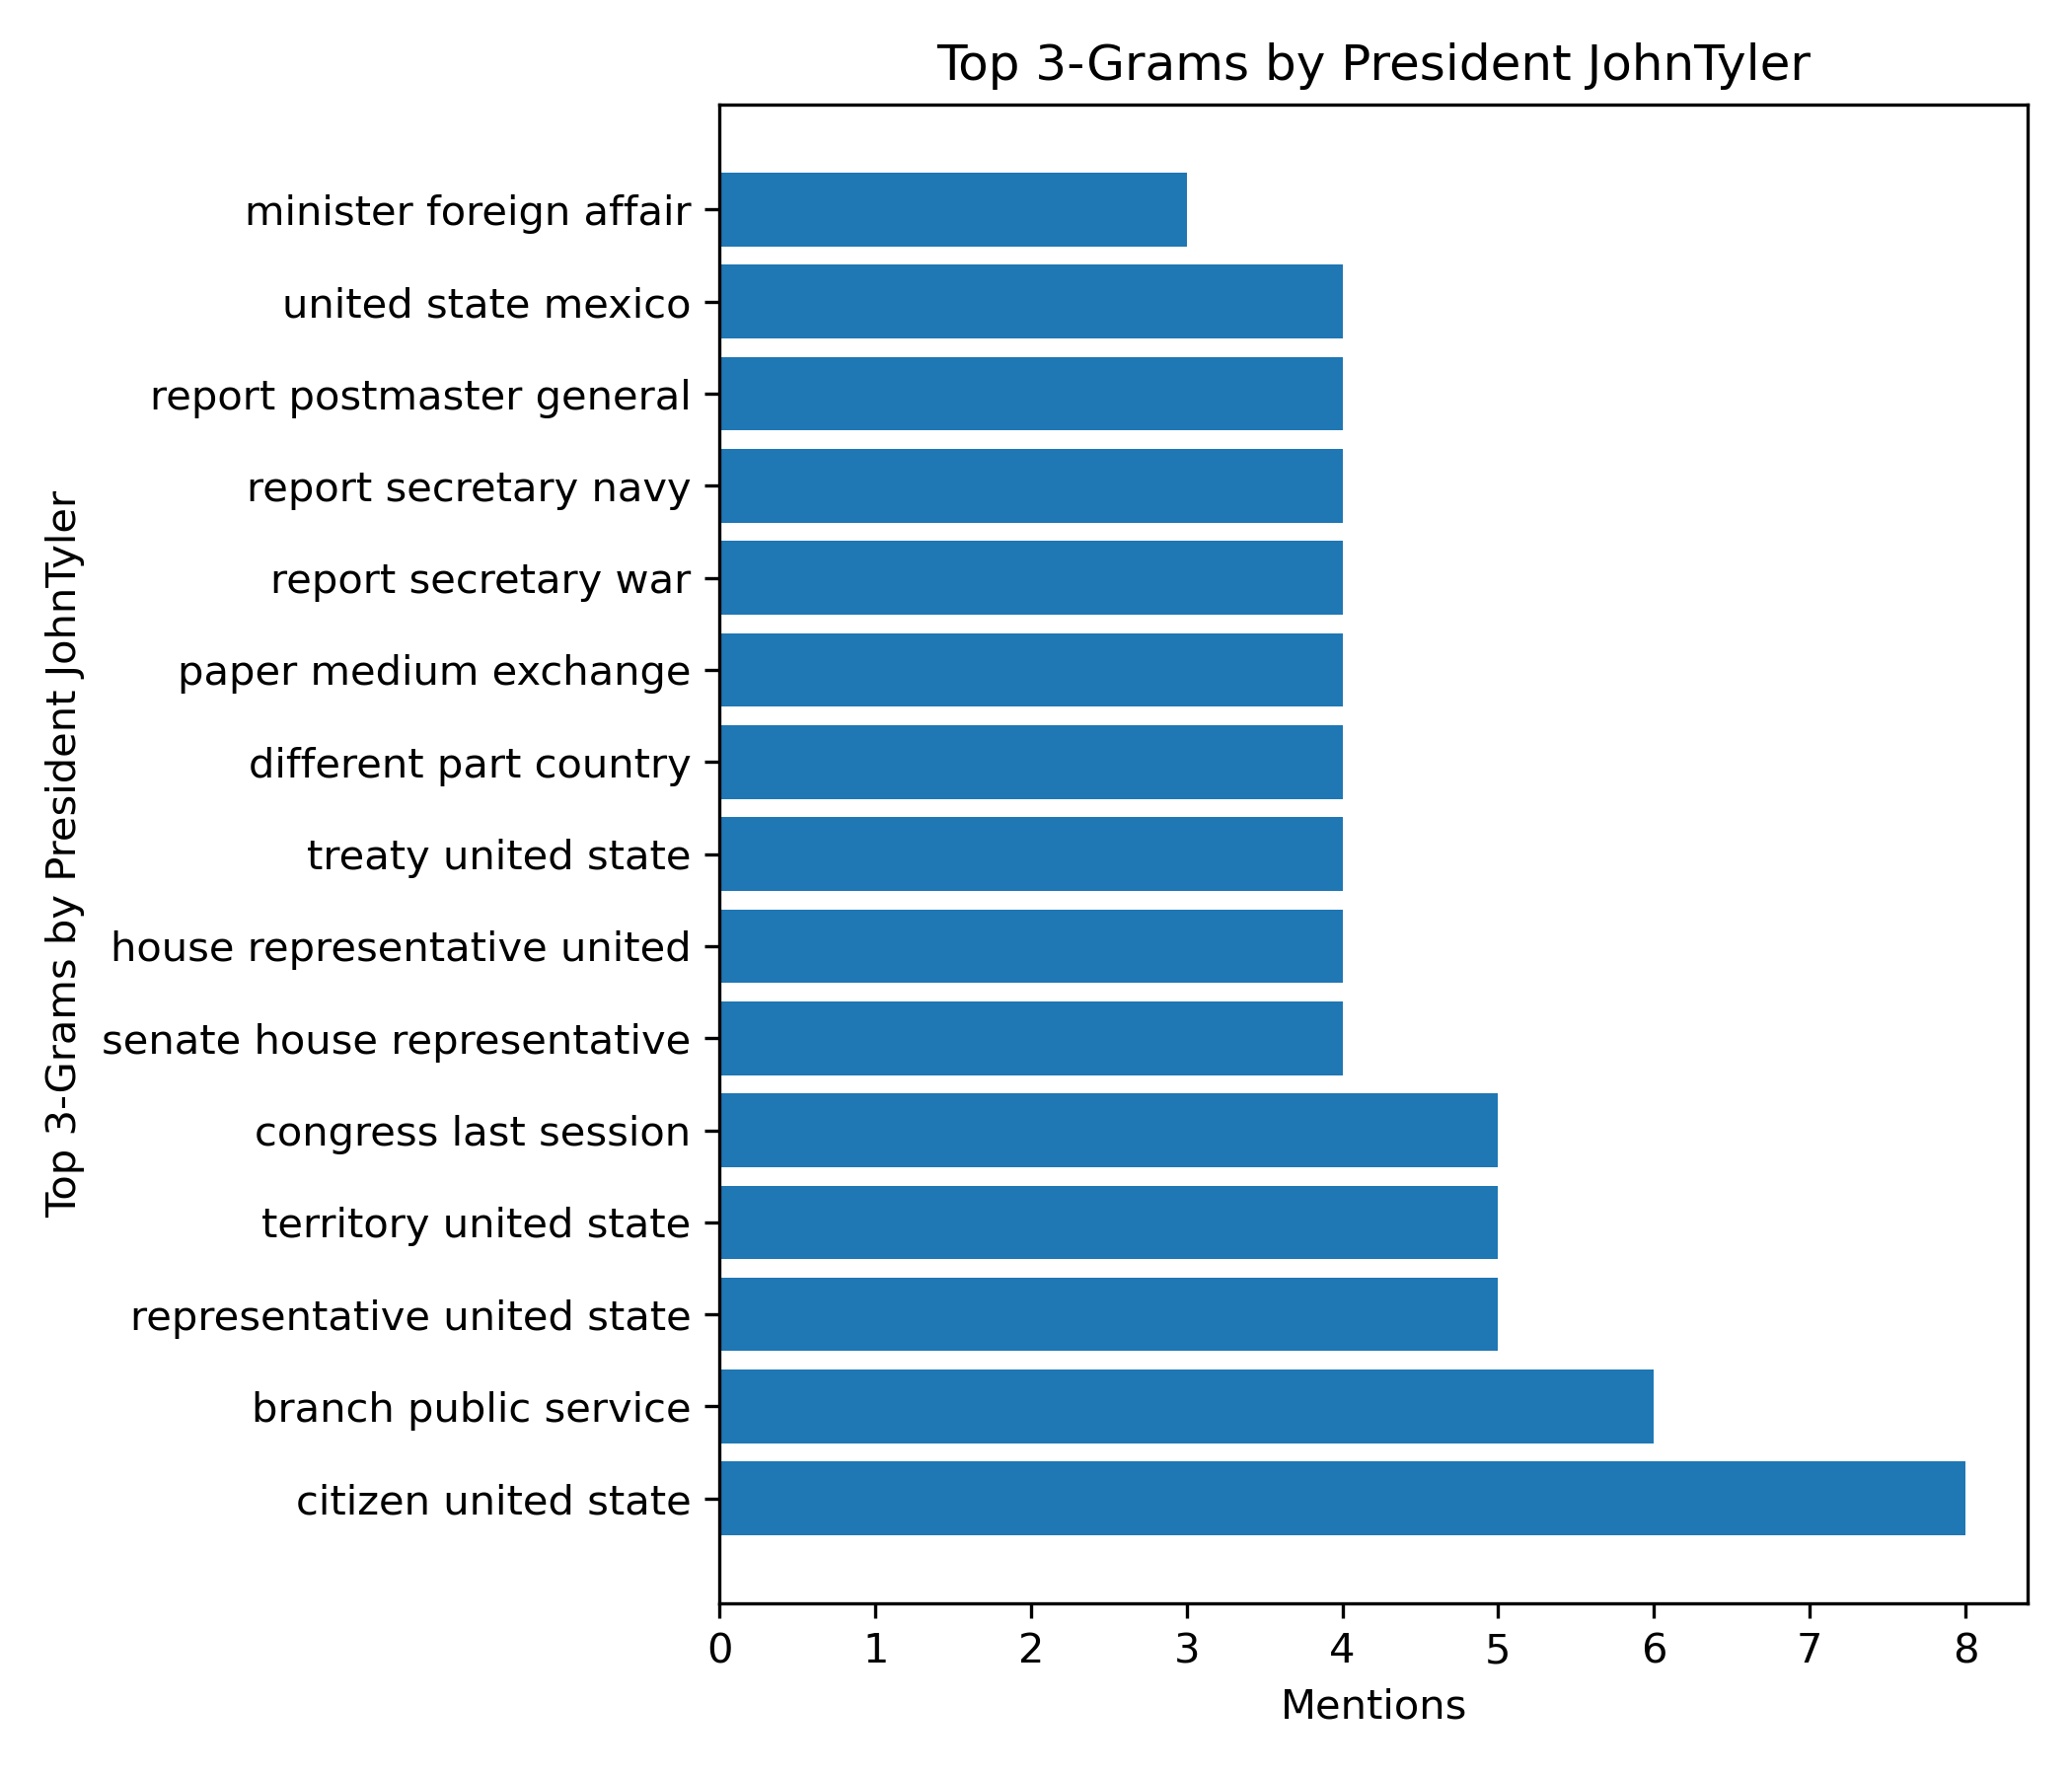 Top 3-Grams by President JohnTyler
Top 3-Grams by President JohnTyler
minister foreign affair
united state mexico
report postmaster general
report secretary navy
report secretary war
paper medium exchange
different part country
treaty united state
house representative united
senate house representative
congress last session
territory united state
representative united state
branch public service
citizen united state
0 1 2 3 4 5 6 7 8
Mentions